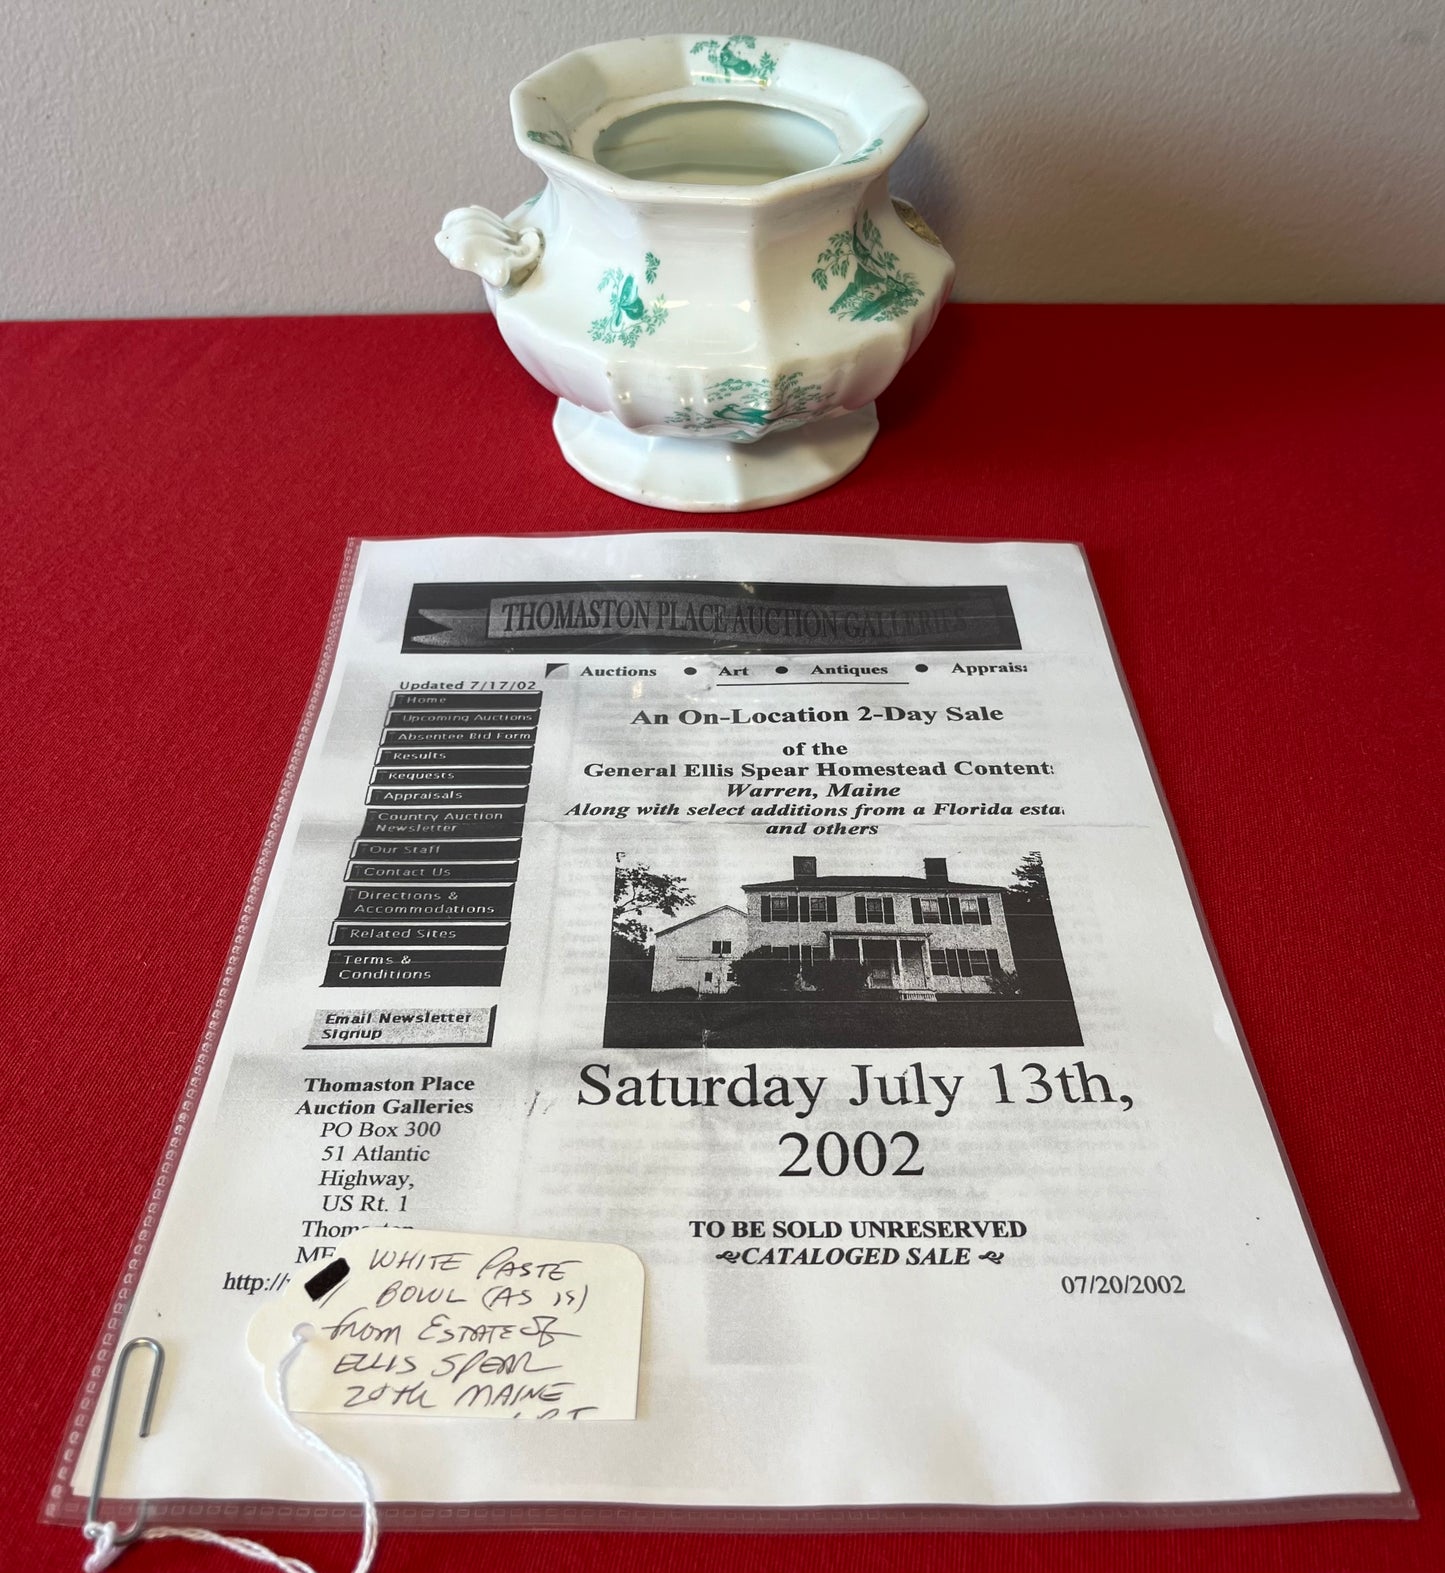 THOMASTON PLACE AUCTION GALLERIES
Auctions • Art • Antiques • Apprais
Updated 7/17/02
Home
Upcoming Auctions
Absentee Bid Form
Results
Requests
Appraisals
Country Auction
Newsletter
Our Staff
Contact Us
Directions &
Accommodations
Related Sites
Terms &
Conditions
Email Newsletter
Signup
Thomaston Place
Auction Galleries
PO Box 300
51 Atlantic
Highway,
US Rt. 1
Thomaston
ME
http://
An On-Location 2-Day Sale
of the
General Ellis Spear Homestead Contents
Warren, Maine
Along with select additions from a Florida esta
and others
Saturday July 13th,
2002
TO BE SOLD UNRESERVED
CATALOGED SALE
07/20/2002
WHITE PASTE
BOWL (AS IS)
from ESTATE OF
ELLIS SPEAR
20th MAINE